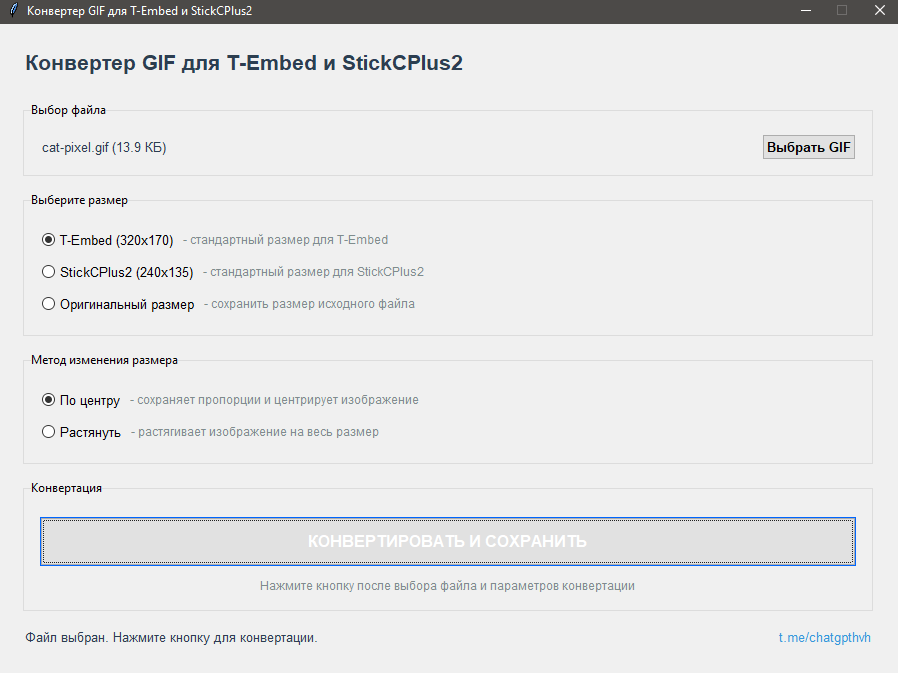 Конвертер GIF для T-Embed и StickCPlus2
Конвертер GIF для T-Embed и StickCPlus2
Выбор файла
cat-pixel.gif (13.9 КБ)
Выбрать GIF
Выберите размер
T-Embed (320x170) - стандартный размер для T-Embed
StickCPlus2 (240x135) - стандартный размер для StickCPlus2
Оригинальный размер - сохранить размер исходного файла
Метод изменения размера
По центру - сохраняет пропорции и центрирует изображение
Растянуть - растягивает изображение на весь размер
Конвертация
КОНВЕРТИРОВАТЬ И СОХРАНИТЬ
Нажмите кнопку после выбора файла и параметров конвертации
Файл выбран. Нажмите кнопку для конвертации.
t.me/chatgpthvh